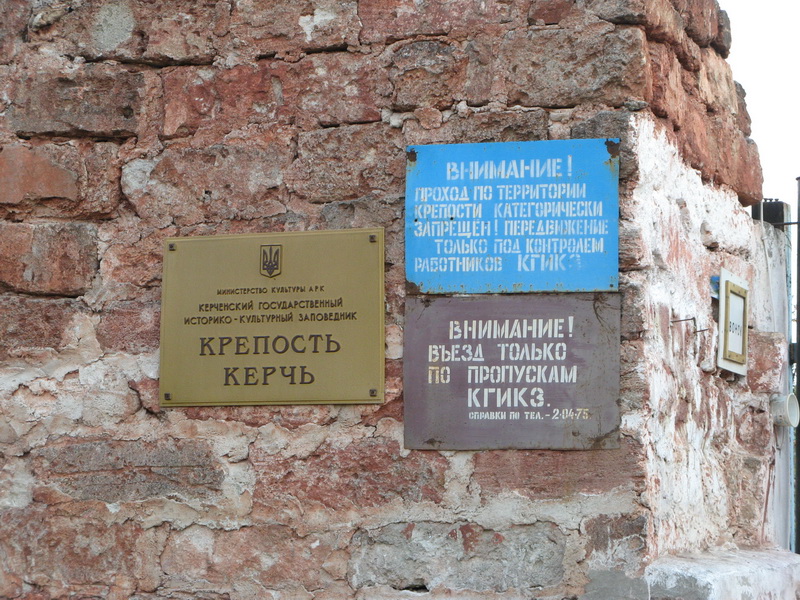 МИНИСТЕРСТВО КУЛЬТУРЫ А Р К
КЕРЧЕНСКИЙ ГОСУДАРСТВЕННЫЙ
ИСТОРИКО-КУЛЬТУРНЫЙ ЗАПОВЕДНИК
КРЕПОСТЬ
КЕРЧЬ
ВНИМАНИЕ!
ПРОХОД ПО ТЕРРИТОРИИ
КРЕПОСТИ КАТЕГОРИЧЕСКИ
ЗАПРЕЩЕН! ПЕРЕДВИЖЕНИЕ
ТОЛЬКО ПОД КОНТРОЛЕМ
РАБОТНИКОВ КГИКЗ
ВНИМАНИЕ!
ВЪЕЗД ТОЛЬКО
ПО ПРОПУСКАМ
КГИКЗ.
СПРАВКИ ПО ТЕЛ. - 2-04-75